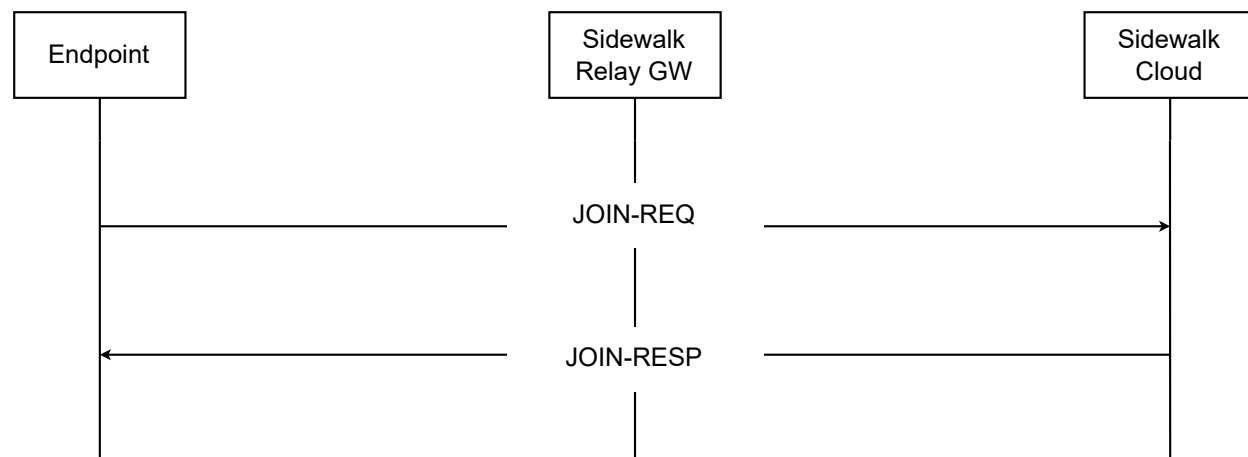 Endpoint
Sidewalk
Relay GW
Sidewalk
Cloud
JOIN-REQ
JOIN-RESP